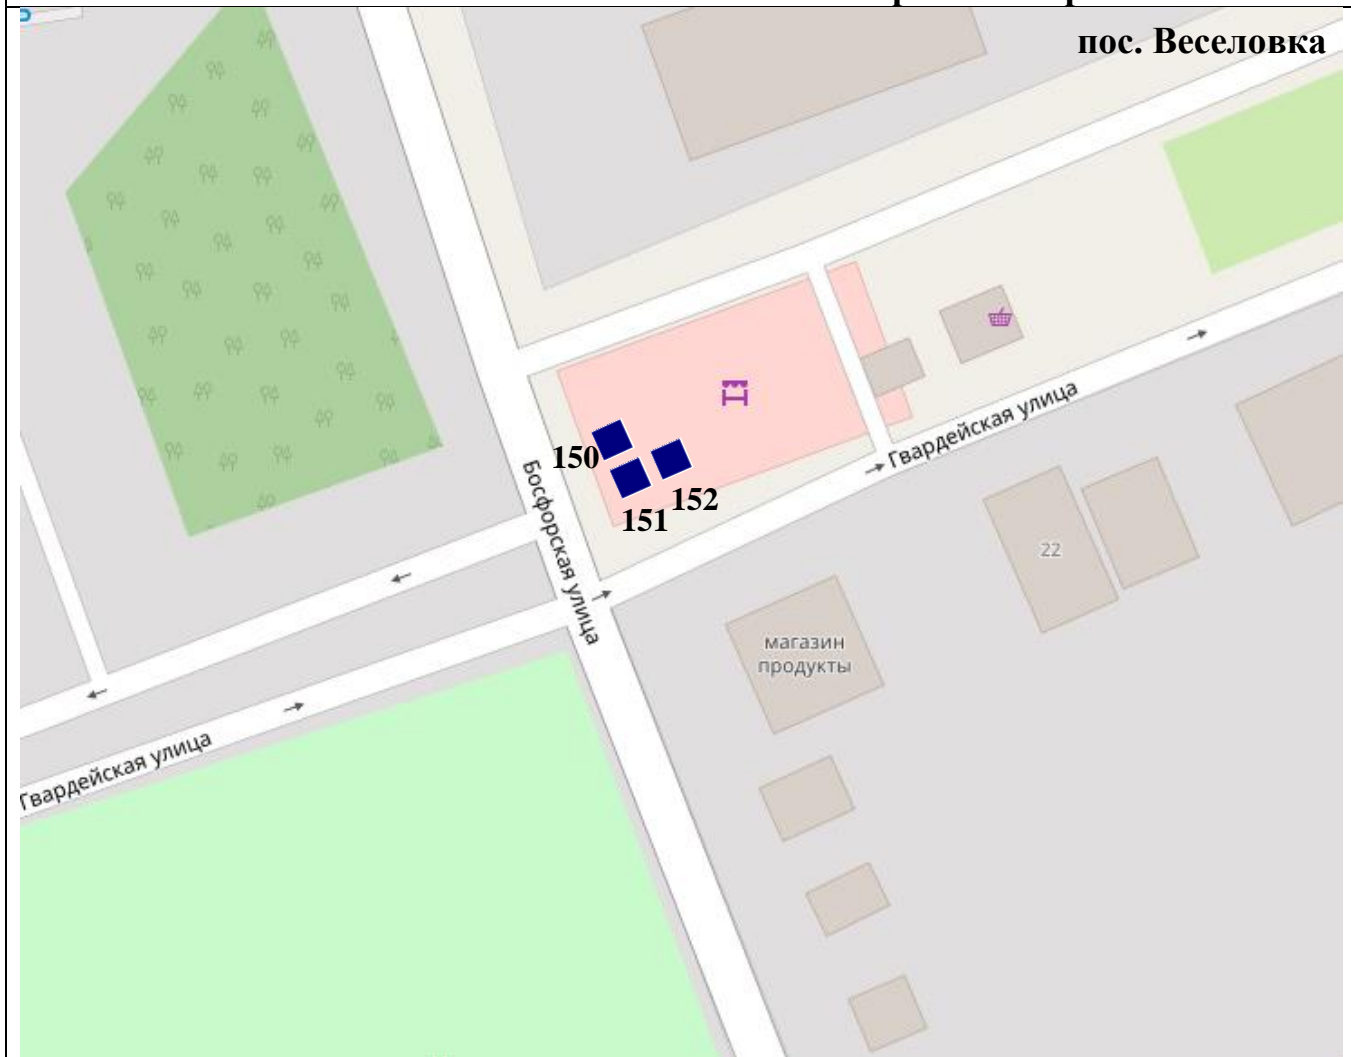 пос. Веселовка
Гвардейская улица
150
152
151
Босфорская улица
22
магазин
продукты
Гвардейская улица